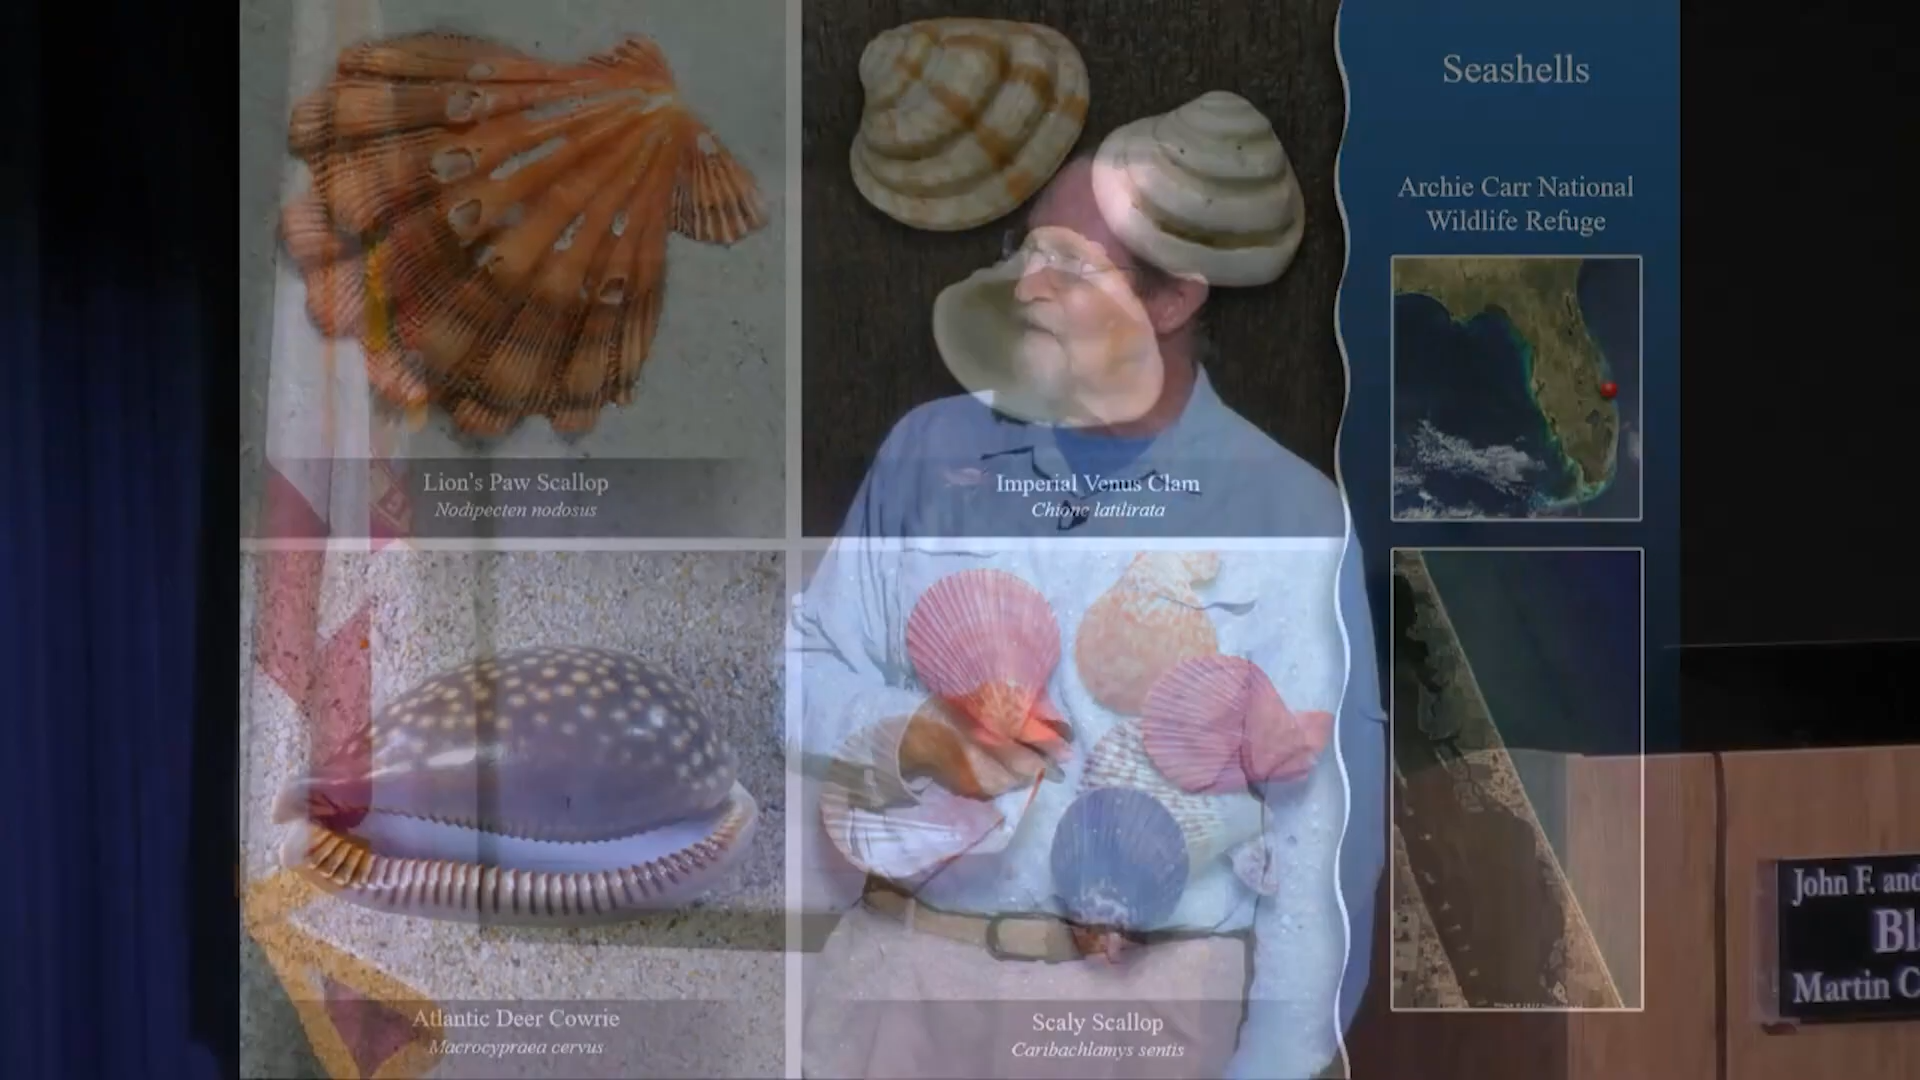 Seashells
Archie Carr National
Wildlife Refuge
Lion's Paw Scallop
Nodipecten nodosus
Imperial Venus Clam
Chione latilirata
Atlantic Deer Cowrie
Macrocypraea cervus
Scaly Scallop
Caribachlamys sentis
John F. and
Martin C